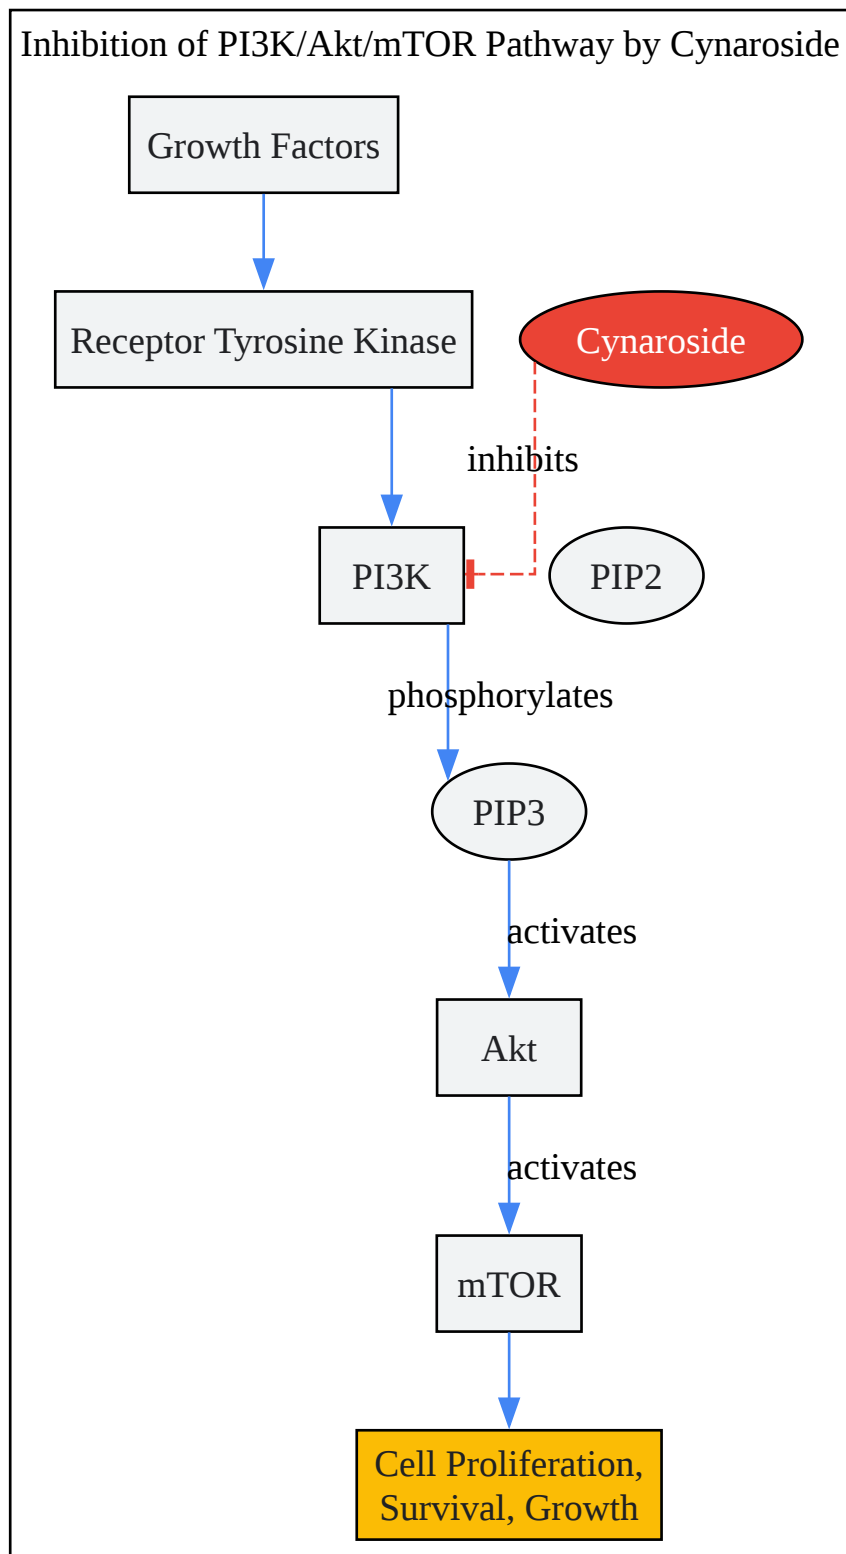 Inhibition of PI3K/Akt/mTOR Pathway by Cynaroside
Growth Factors
Receptor Tyrosine Kinase
Cynaroside
inhibits
PI3K
PIP2
phosphorylates
PIP3
activates
Akt
activates
mTOR
Cell Proliferation,
Survival, Growth